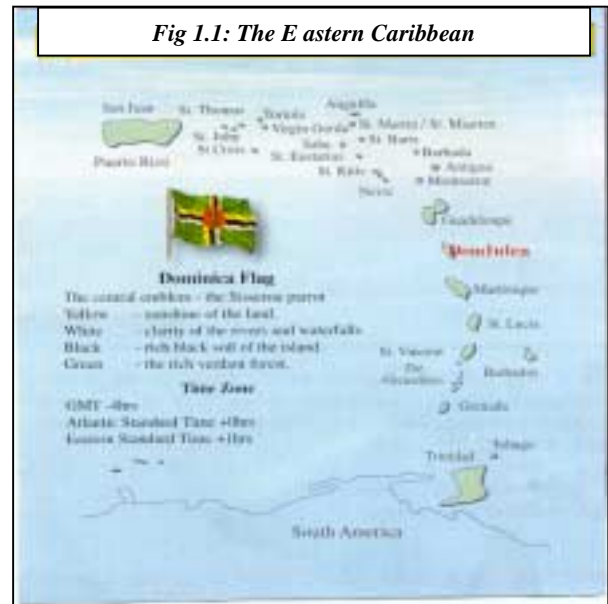 Fig 1.1: The E astern Caribbean
San Juan
St. Thomas
Tortola
Anguilla
Virgin Gorda
St. Martin / St. Maarten
St. John
Saba
St. Barts
St. Croix
St. Eustatius
Barbuda
Puerto Rico
St. Kitts
Antigua
Nevis
Montserrat
Guadeloupe
Dominica
Dominica Flag
The central emblem - the Sisserou parrot
Yellow - sunshine of the land.
White - clarity of the rivers and waterfalls
Black - rich black soil of the island
Green - the rich verdant forest.
Martinique
St. Lucia
St. Vincent
The
Grenadines
Barbados
Time Zone
GMT -4hrs
Atlantic Standard Time +0hrs
Eastern Standard Time +1hrs
Grenada
Tobago
Trinidad
South America